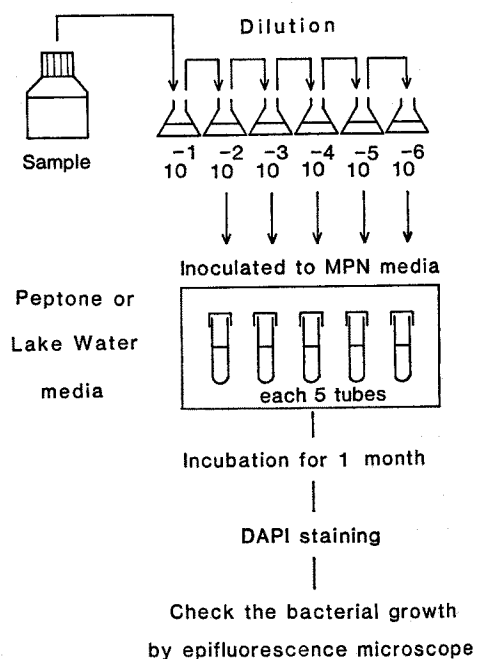 Dilution
Sample
10-1 10-2 10-3 10-4 10-5 10-6
Inoculated to MPN media
Peptone or
Lake Water
media
each 5 tubes
Incubation for 1 month
DAPI staining
Check the bacterial growth
by epifluorescence microscope